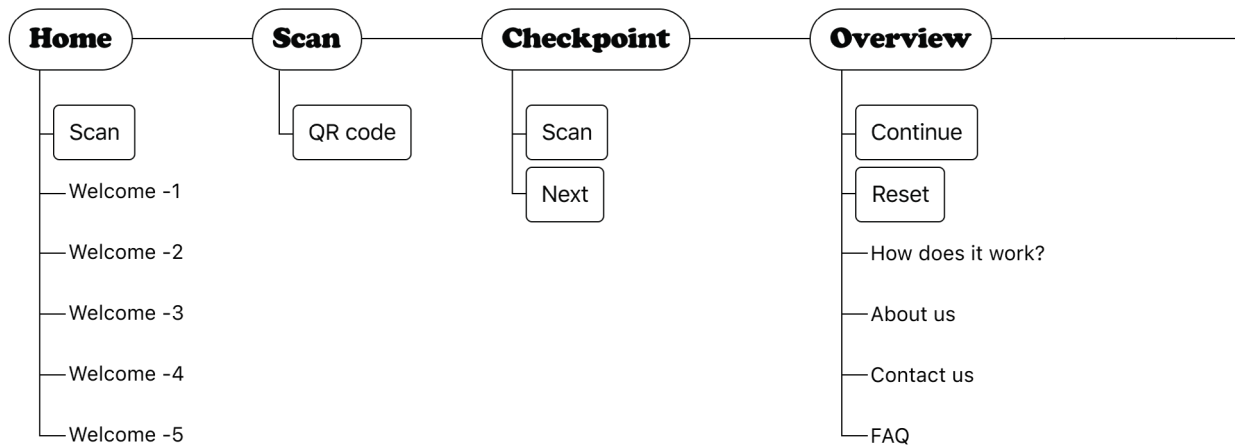 Home
Scan
Welcome -1
Welcome -2
Welcome -3
Welcome -4
Welcome -5
Scan
QR code
Checkpoint
Scan
Next
Overview
Continue
Reset
How does it work?
About us
Contact us
FAQ